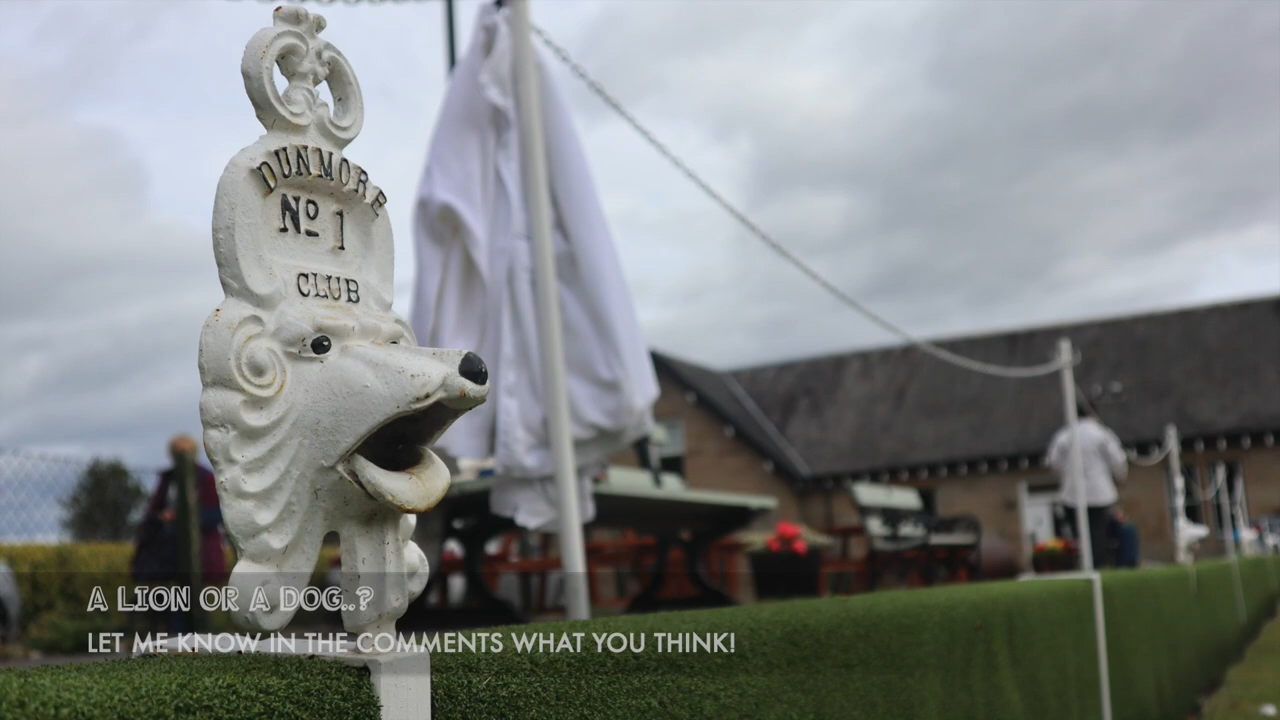 DUNMORE
Nº 1
CLUB
A LION OR A DOG..?
LET ME KNOW IN THE COMMENTS WHAT YOU THINK!